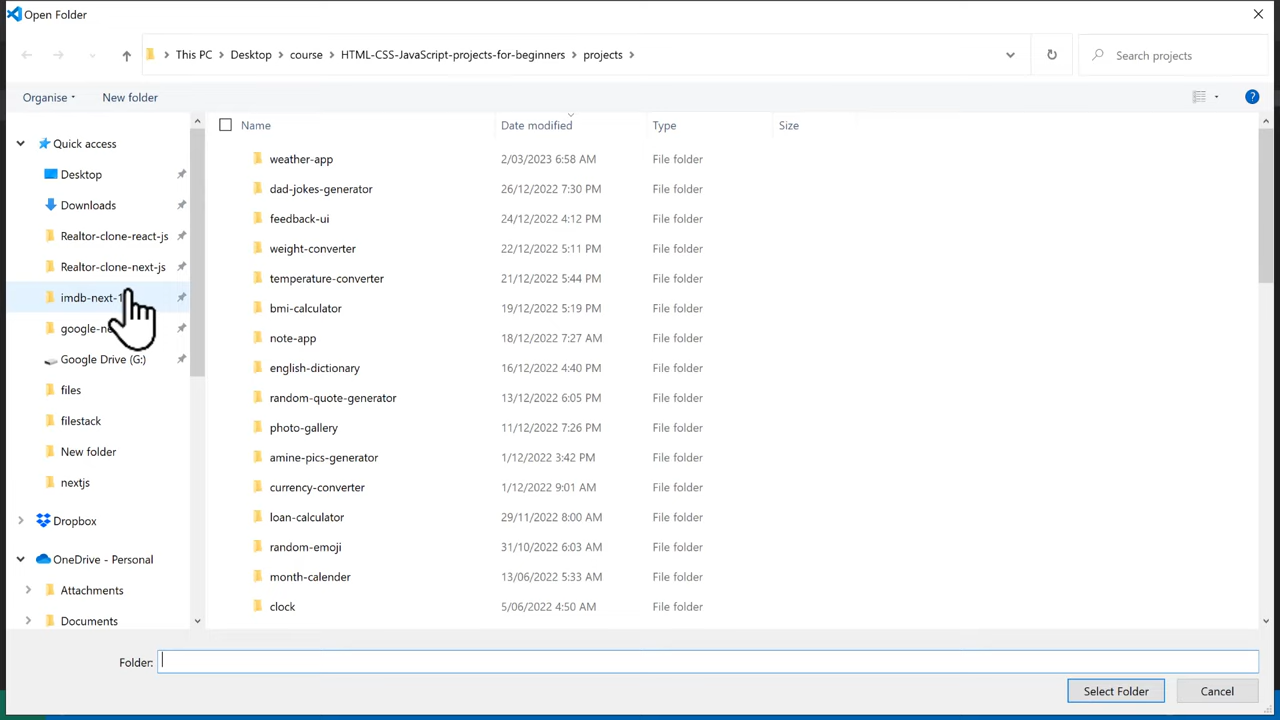 Open Folder
This PC > Desktop > course > HTML-CSS-JavaScript-projects-for-beginners > projects >
Search projects
Organise
New folder
Name
Date modified
Type
Size
Quick access
Desktop
Downloads
Realtor-clone-react-js
Realtor-clone-next-js
imdb-next-1
google-ne
Google Drive (G:)
files
filestack
New folder
nextjs
Dropbox
OneDrive - Personal
Attachments
Documents
weather-app 2/03/2023 6:58 AM File folder
dad-jokes-generator 26/12/2022 7:30 PM File folder
feedback-ui 24/12/2022 4:12 PM File folder
weight-converter 22/12/2022 5:11 PM File folder
temperature-converter 21/12/2022 5:44 PM File folder
bmi-calculator 19/12/2022 5:19 PM File folder
note-app 18/12/2022 7:27 AM File folder
english-dictionary 16/12/2022 4:40 PM File folder
random-quote-generator 13/12/2022 6:05 PM File folder
photo-gallery 11/12/2022 7:26 PM File folder
amine-pics-generator 1/12/2022 3:42 PM File folder
currency-converter 1/12/2022 9:01 AM File folder
loan-calculator 29/11/2022 8:00 AM File folder
random-emoji 31/10/2022 6:03 AM File folder
month-calender 13/06/2022 5:33 AM File folder
clock 5/06/2022 4:50 AM File folder
Folder:
Select Folder
Cancel